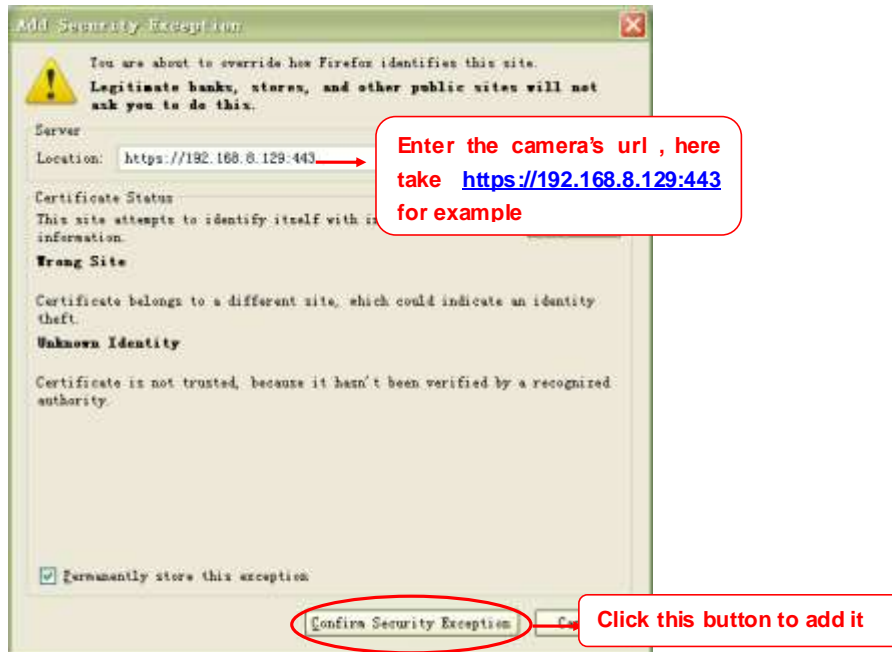 Add Security Exception
You are about to override how Firefox identifies this site.
Legitimate banks, stores, and other public sites will not
ask you to do this.
Server
Location: https://192.168.8.129:443
Enter the camera's url , here
take https://192.168.8.129:443
for example
Certificate Status
This site attempts to identify itself with
information.
Wrong Site
Certificate belongs to a different site, which could indicate an identity
theft.
Unknown Identity
Certificate is not trusted, because it hasn't been verified by a recognized
authority.
Permanently store this exception
Confirm Security Exception
Click this button to add it